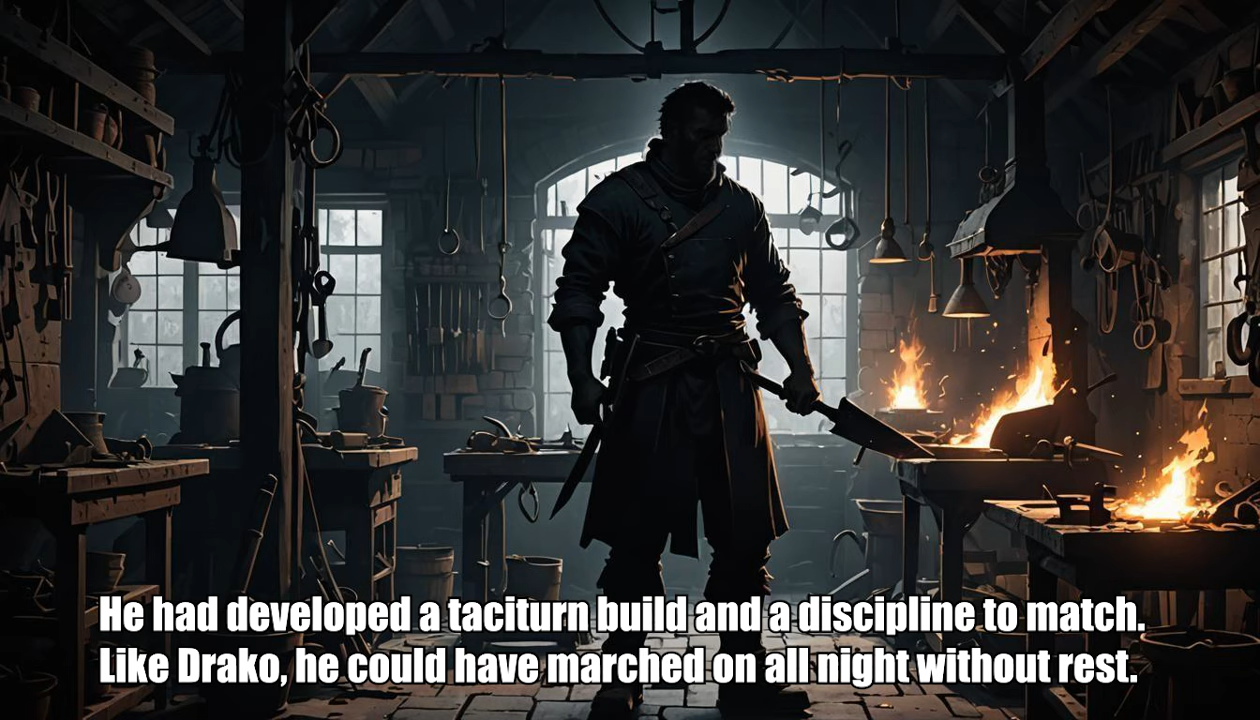 He had developed a taciturn build and a discipline to match.
Like Drako, he could have marched on all night without rest.